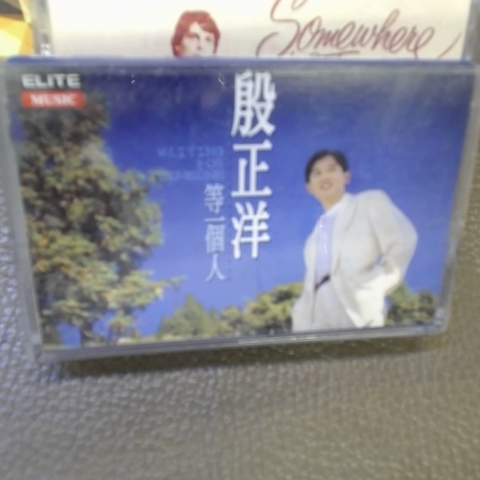 Somewhere
ELITE
MUSIC
殷正洋
WAITING
FOR
SOMEONE
等一個人